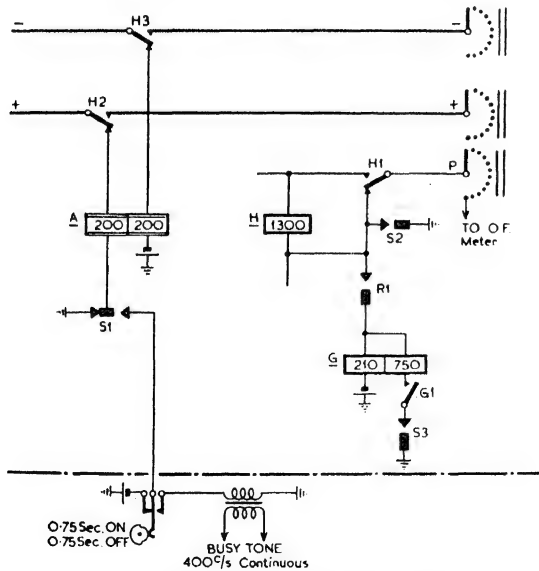 − H3 −
+ H2 +
H1 P
A 200 200
H 1300
S2
TO O.F. Meter
S1
R1
G 210 750
G1
S3
0·75 Sec. ON
0·75 Sec. OFF
BUSY TONE
400 c/s Continuous